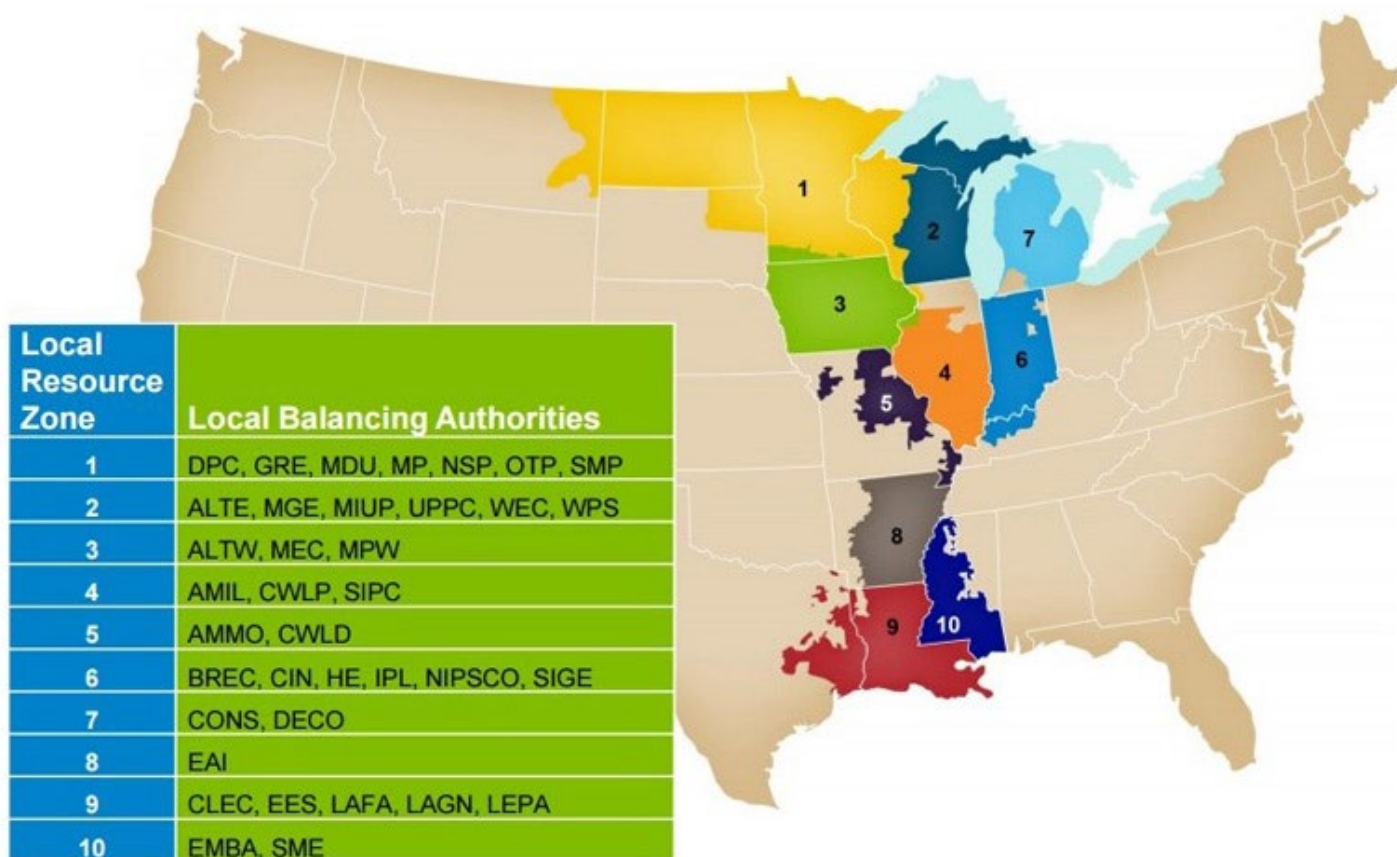 1
2
7
3
4
6
5
8
10
9
Local
Resource
Zone
Local Balancing Authorities
1 DPC, GRE, MDU, MP, NSP, OTP, SMP
2 ALTE, MGE, MIUP, UPPC, WEC, WPS
3 ALTW, MEC, MPW
4 AMIL, CWLP, SIPC
5 AMMO, CWLD
6 BREC, CIN, HE, IPL, NIPSCO, SIGE
7 CONS, DECO
8 EAI
9 CLEC, EES, LAFA, LAGN, LEPA
10 EMBA, SME